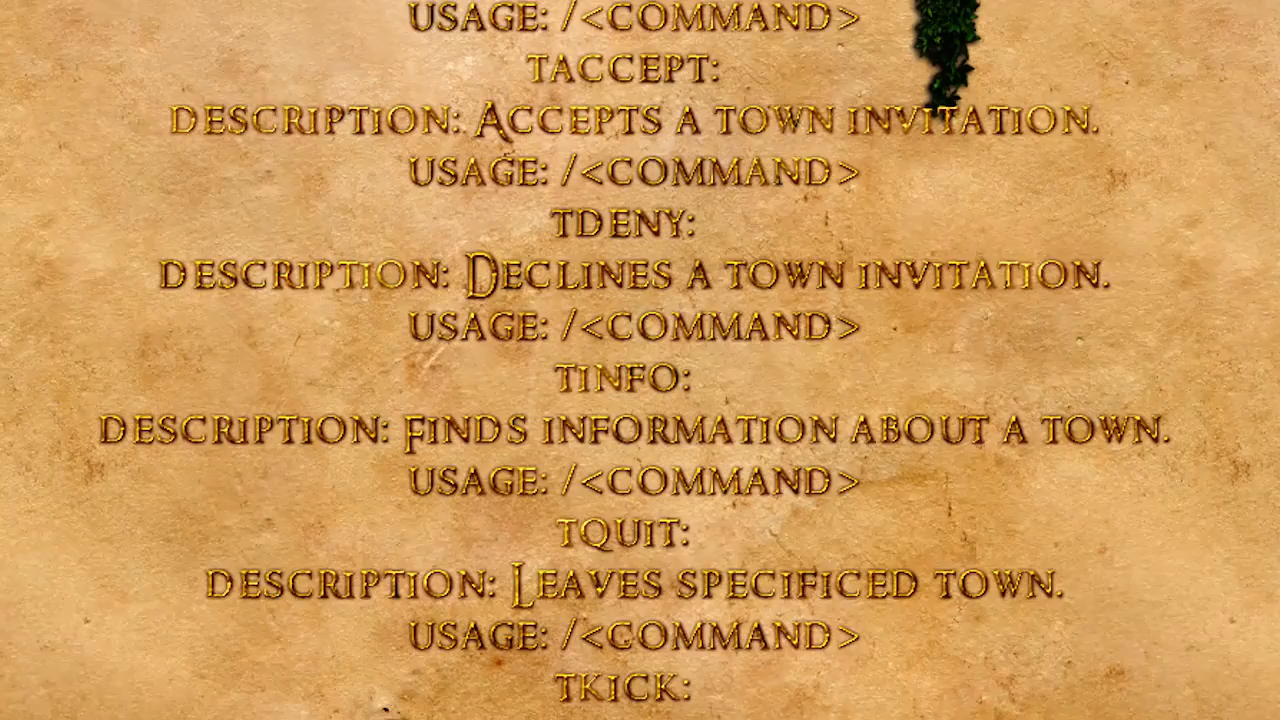 USAGE: /<COMMAND>
TACCEPT:
DESCRIPTION: ACCEPTS A TOWN INVITATION.
USAGE: /<COMMAND>
TDENY:
DESCRIPTION: DECLINES A TOWN INVITATION.
USAGE: /<COMMAND>
TINFO:
DESCRIPTION: FINDS INFORMATION ABOUT A TOWN.
USAGE: /<COMMAND>
TQUIT:
DESCRIPTION: LEAVES SPECIFICED TOWN.
USAGE: /<COMMAND>
TKICK: